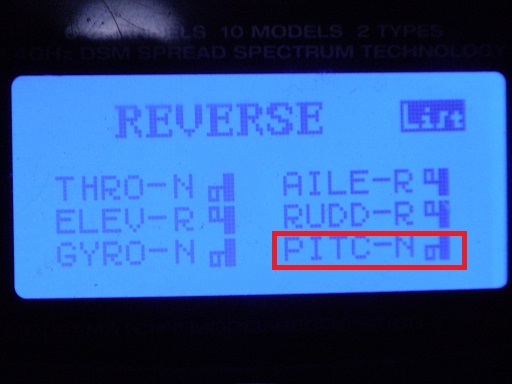 CHANNELS 10 MODELS 2 TYPES
DSM SPREAD SPECTRUM TECHNOLOGY
REVERSE List
THRO-N AILE-R
ELEV-R RUDD-R
GYRO-N PITC-N